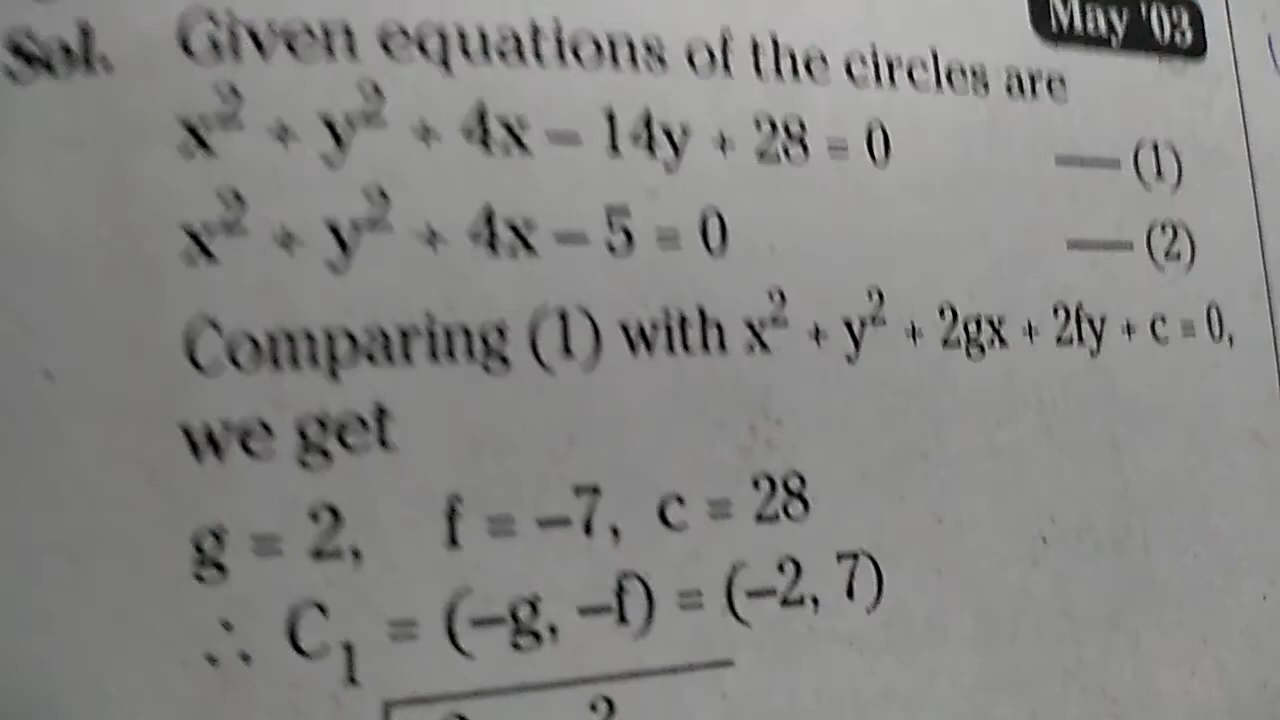 May '03
Sol. Given equations of the circles are
x² + y² + 4x – 14y + 28 = 0 — (1)
x² + y² + 4x – 5 = 0 — (2)
Comparing (1) with x² + y² + 2gx + 2fy + c = 0,
we get
g = 2, f = –7, c = 28
∴ C₁ = (–g, –f) = (–2, 7)